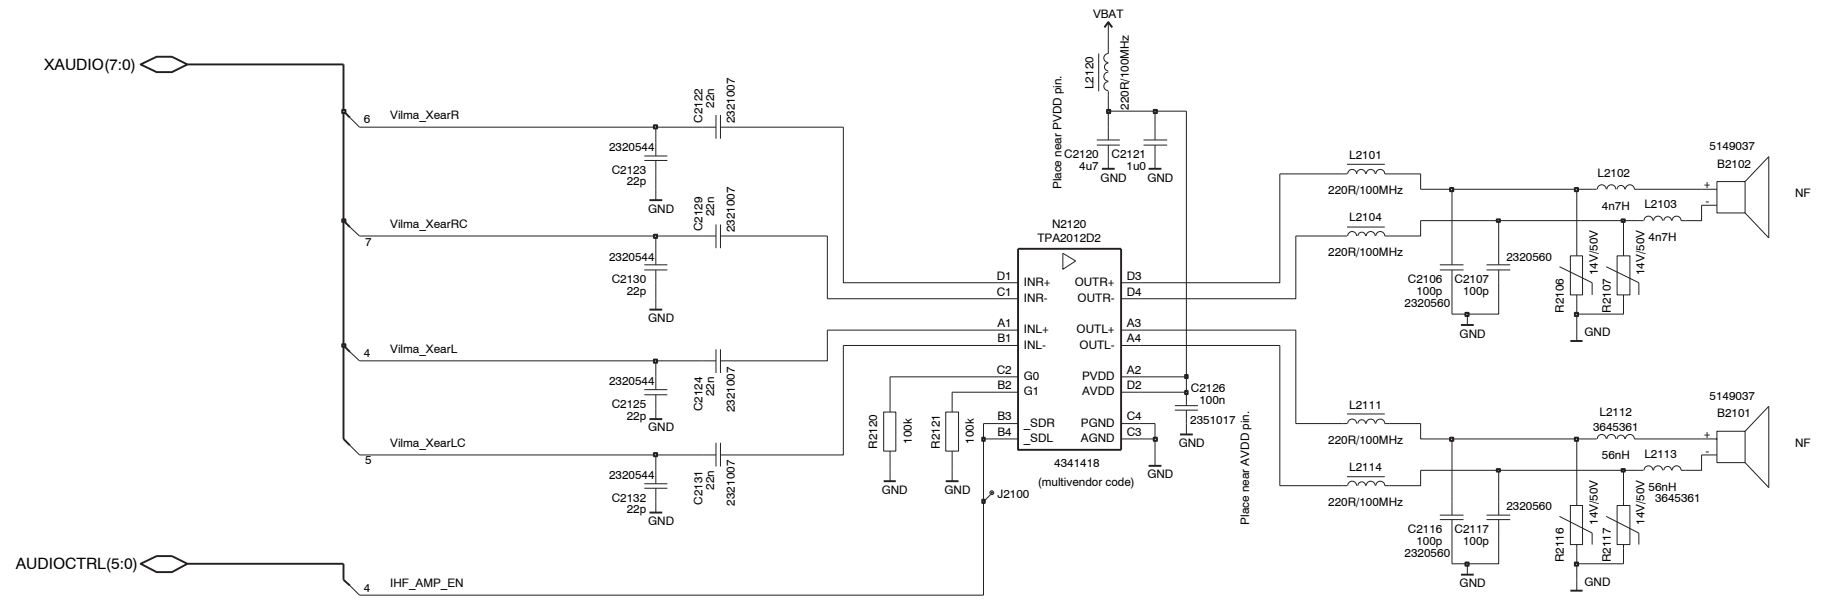 XAUDIO(7:0)
6
Vilma_XearR
2320544
C2123
22p
GND
C2122
22n
2321007
7
Vilma_XearRC
2320544
C2130
22p
GND
C2129
22n
2321007
4
Vilma_XearL
2320544
C2125
22p
GND
C2124
22n
2321007
5
Vilma_XearLC
2320544
C2132
22p
GND
C2131
22n
2321007
AUDIOCTRL(5:0)
4
IHF_AMP_EN
VBAT
L2120
220R/100MHz
Place near PVDD pin.
C2120
4u7
GND
C2121
1u0
GND
N2120
TPA2012D2
D1
INR+
C1
INR-
A1
INL+
B1
INL-
C2
G0
B2
G1
B3
_SDR
B4
_SDL
OUTR+
D3
OUTR-
D4
OUTL+
A3
OUTL-
A4
PVDD
A2
AVDD
D2
PGND
C4
AGND
C3
4341418
(multivendor code)
R2120
100k
GND
R2121
100k
GND
J2100
GND
C2126
100n
2351017
GND
Place near AVDD pin.
L2101
220R/100MHz
L2104
220R/100MHz
C2106
100p
2320560
C2107
100p
2320560
GND
R2106
14V/50V
R2107
14V/50V
GND
L2102
4n7H
L2103
4n7H
5149037
B2102
+
-
NF
L2111
220R/100MHz
L2114
220R/100MHz
C2116
100p
2320560
C2117
100p
2320560
GND
R2116
14V/50V
R2117
14V/50V
GND
L2112
3645361
56nH
L2113
56nH
3645361
5149037
B2101
+
-
NF